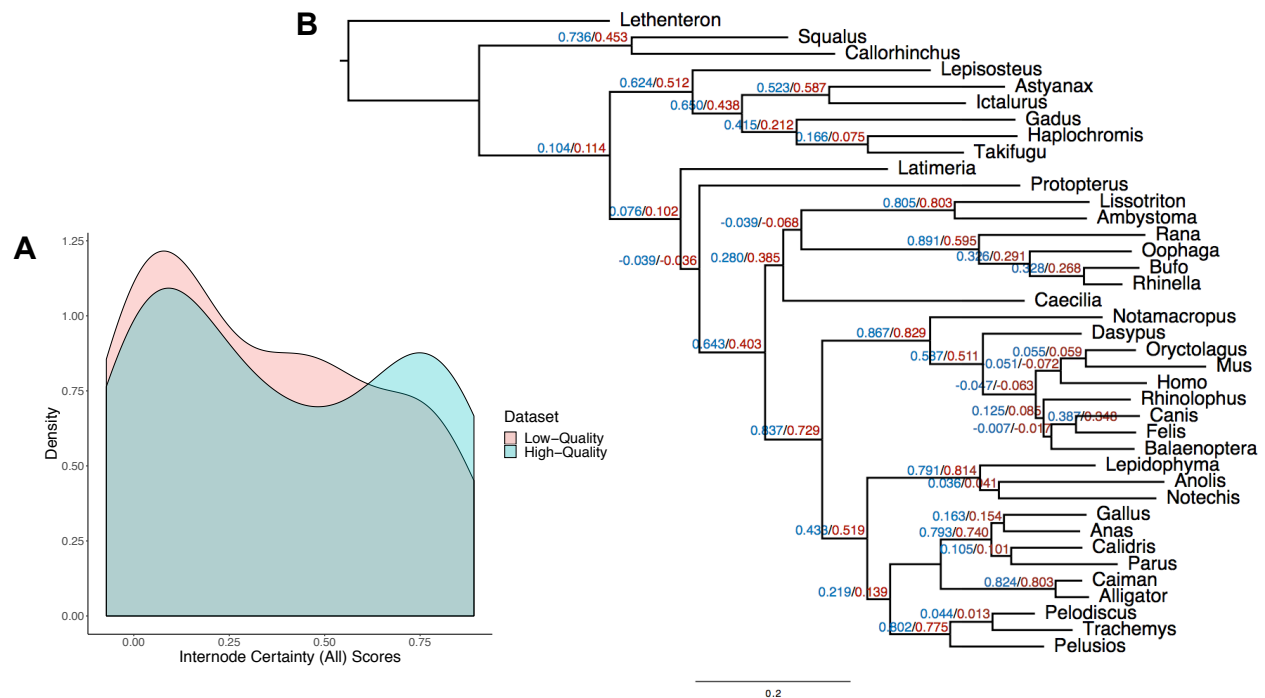 B
Lethenteron
0.736/0.453
Squalus
Callorhinchus
Lepisosteus
0.624/0.512
0.523/0.587
Astyanax
Ictalurus
0.650/0.438
Gadus
0.415/0.212
0.166/0.075
Haplochromis
Takifugu
0.104/0.114
Latimeria
Protopterus
0.076/0.102
0.805/0.803
Lissotriton
Ambystoma
-0.039/-0.068
Rana
0.891/0.595
Oophaga
0.326/0.291
-0.039/-0.036
0.280/0.385
Bufo
0.328/0.268
Rhinella
Caecilia
Notamacropus
0.867/0.829
Dasypus
0.643/0.403
0.055/0.059
Oryctolagus
0.587/0.511
0.051/-0.072
Mus
Homo
-0.047/-0.063
Rhinolophus
0.125/0.085
0.387/0.348
Canis
-0.007/-0.017
Felis
0.837/0.729
Balaenoptera
0.791/0.814
Lepidophyma
0.036/0.041
Anolis
Notechis
0.163/0.154
Gallus
0.433/0.519
0.793/0.740
Anas
0.105/0.101
Calidris
Parus
0.824/0.803
Caiman
0.219/0.139
Alligator
0.044/0.013
Pelodiscus
0.802/0.775
Trachemys
Pelusios
0.2
A
1.25
1.00
0.75
0.50
0.25
0.00
Density
0.00 0.25 0.50 0.75
Internode Certainty (All) Scores
Dataset
Low−Quality
High−Quality